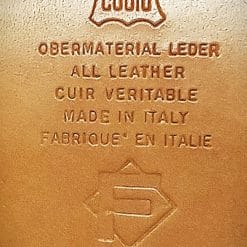 CUOIO
OBERMATERIAL LEDER
ALL LEATHER
CUIR VERITABLE
MADE IN ITALY
FABRIQUE' EN ITALIE